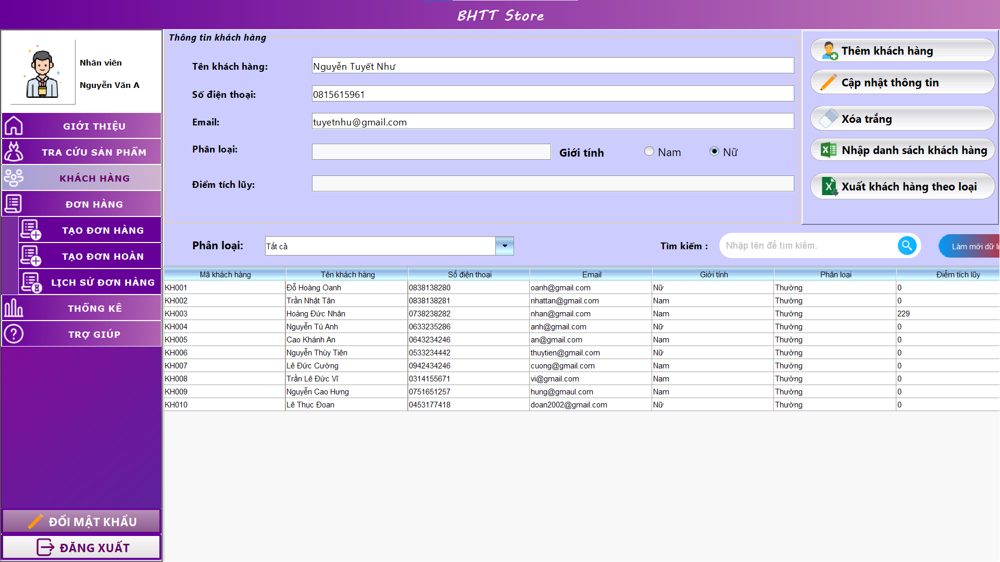 BHTT Store
Nhân viên
Nguyễn Văn A
GIỚI THIỆU
TRA CỨU SẢN PHẨM
KHÁCH HÀNG
ĐƠN HÀNG
TẠO ĐƠN HÀNG
TẠO ĐƠN HOÀN
LỊCH SỬ ĐƠN HÀNG
THỐNG KÊ
TRỢ GIÚP
ĐỔI MẬT KHẨU
ĐĂNG XUẤT
Thông tin khách hàng
Tên khách hàng: Nguyễn Tuyết Như
Số điện thoại: 0815615961
Email: tuyetnhu@gmail.com
Phân loại: Giới tính Nam Nữ
Điểm tích lũy:
Thêm khách hàng
Cập nhật thông tin
Xóa trắng
Nhập danh sách khách hàng
Xuất khách hàng theo loại
Phân loại: Tất cả Tìm kiếm : Nhập tên để tìm kiếm. Làm mới dữ li
Mã khách hàng Tên khách hàng Số điện thoại Email Giới tính Phân loại Điểm tích lũy
KH001 Đỗ Hoàng Oanh 0838138280 oanh@gmail.com Nữ Thường 0
KH002 Trần Nhật Tân 0838138281 nhattan@gmail.com Nam Thường 0
KH003 Hoàng Đức Nhân 0738238282 nhan@gmail.com Nam Thường 229
KH004 Nguyễn Tú Anh 0633235286 anh@gmail.com Nữ Thường 0
KH005 Cao Khánh An 0643234246 an@gmail.com Nam Thường 0
KH006 Nguyễn Thùy Tiên 0533234442 thuytien@gmail.com Nữ Thường 0
KH007 Lê Đức Cường 0942434246 cuong@gmail.com Nam Thường 0
KH008 Trần Lê Đức Vĩ 0314155671 vi@gmail.com Nam Thường 0
KH009 Nguyễn Cao Hưng 0751651257 hung@gmaul.com Nam Thường 0
KH010 Lê Thục Đoan 0453177418 doan2002@gmail.com Nữ Thường 0